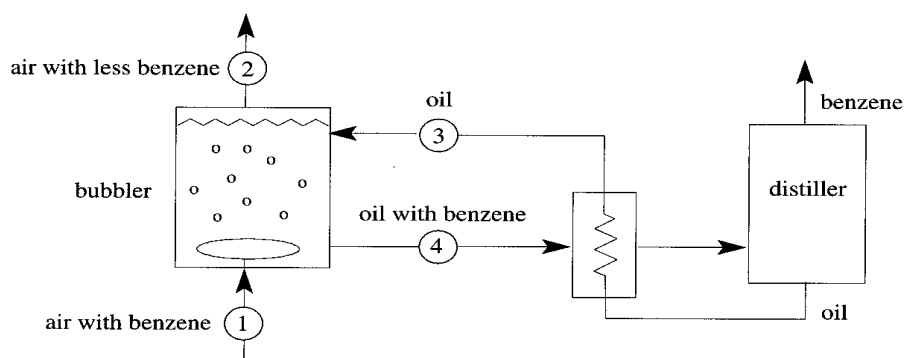 air with less benzene
2
oil
3
benzene
bubbler
distiller
oil with benzene
4
air with benzene
1
oil